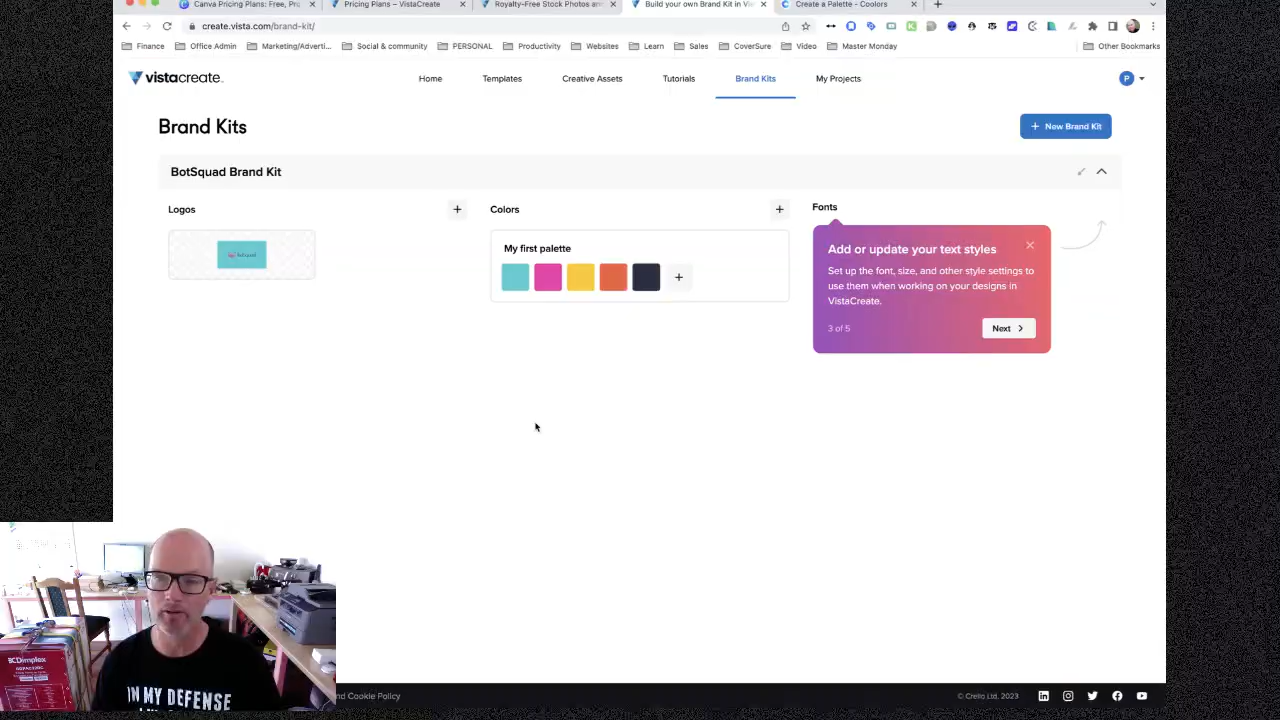 Canva Pricing Plans: Free, Pro
Pricing Plans – VistaCreate
Royalty-Free Stock Photos and
Build your own Brand Kit in Vis
Create a Palette - Coolors
create.vista.com/brand-kit/
Finance
Office Admin
Marketing/Adverti...
Social & community
PERSONAL
Productivity
Websites
Learn
Sales
CoverSure
Video
Master Monday
Other Bookmarks
vistacreate
Home
Templates
Creative Assets
Tutorials
Brand Kits
My Projects
P
Brand Kits
+ New Brand Kit
BotSquad Brand Kit
Logos
Colors
Fonts
BotSquad
My first palette
Add or update your text styles
Set up the font, size, and other style settings to
use them when working on your designs in
VistaCreate.
3 of 5
Next
BCDimplex
IN MY DEFENSE
nd Cookie Policy
© Crello Ltd. 2023